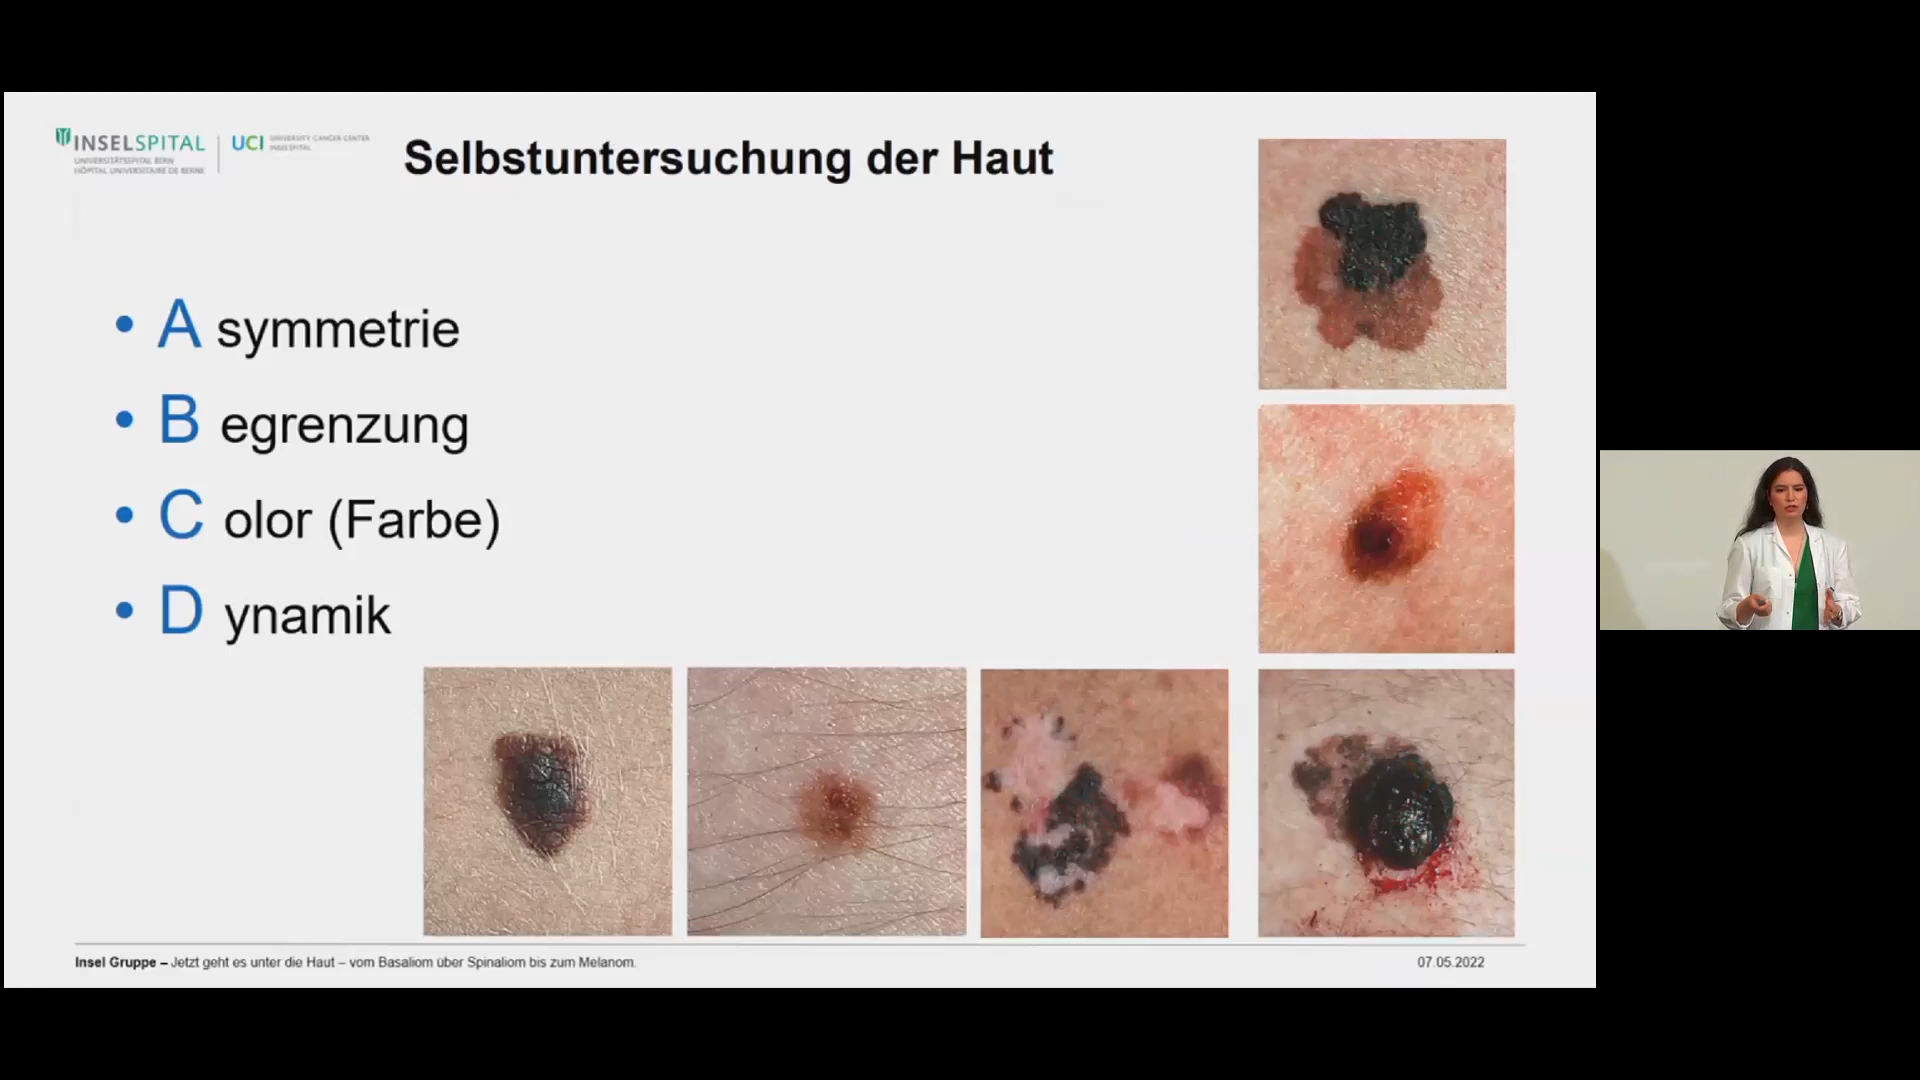 INSELSPITAL
UNIVERSITÄTSSPITAL BERN
HÔPITAL UNIVERSITAIRE DE BERNE
UCI
UNIVERSITY CANCER CENTER
INSELSPITAL
Selbstuntersuchung der Haut
• A symmetrie
• B egrenzung
• C olor (Farbe)
• D ynamik
Insel Gruppe – Jetzt geht es unter die Haut – vom Basaliom über Spinaliom bis zum Melanom.
07.05.2022